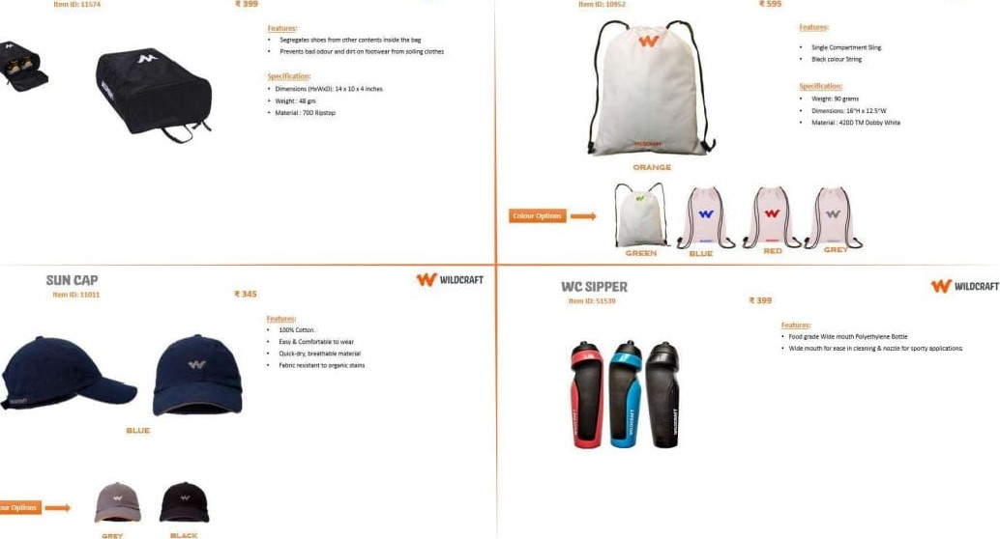 Item ID: 11574
₹ 399
Features:
• Segregates shoes from other contents inside the bag
• Prevents bad odour and dirt on footwear from soiling clothes
Specification:
• Dimensions (HxWxD): 14 x 10 x 4 inches
• Weight : 48 gm
• Material : 70D Ripstop
Item ID: 10952
₹ 595
Features:
• Single Compartment Sling.
• Black colour String
Specification:
• Weight: 90 grams
• Dimensions: 16"H x 12.5"W
• Material : 420D TM Dobby White
WILDCRAFT
ORANGE
Colour Options
GREEN
BLUE
RED
GREY
SUN CAP
Item ID: 11011
₹ 345
WILDCRAFT
Features:
• 100% Cotton.
• Easy & Comfortable to wear
• Quick-dry, breathable material
• Fabric resistant to organic stains
BLUE
our Options
GREY
BLACK
WC SIPPER
Item ID: 51539
₹ 399
WILDCRAFT
Features:
• Food grade Wide mouth Polyethylene Bottle
• Wide mouth for ease in cleaning & nozzle for sporty applications
WILDCRAFT
WILDCRAFT
WILDCRAFT